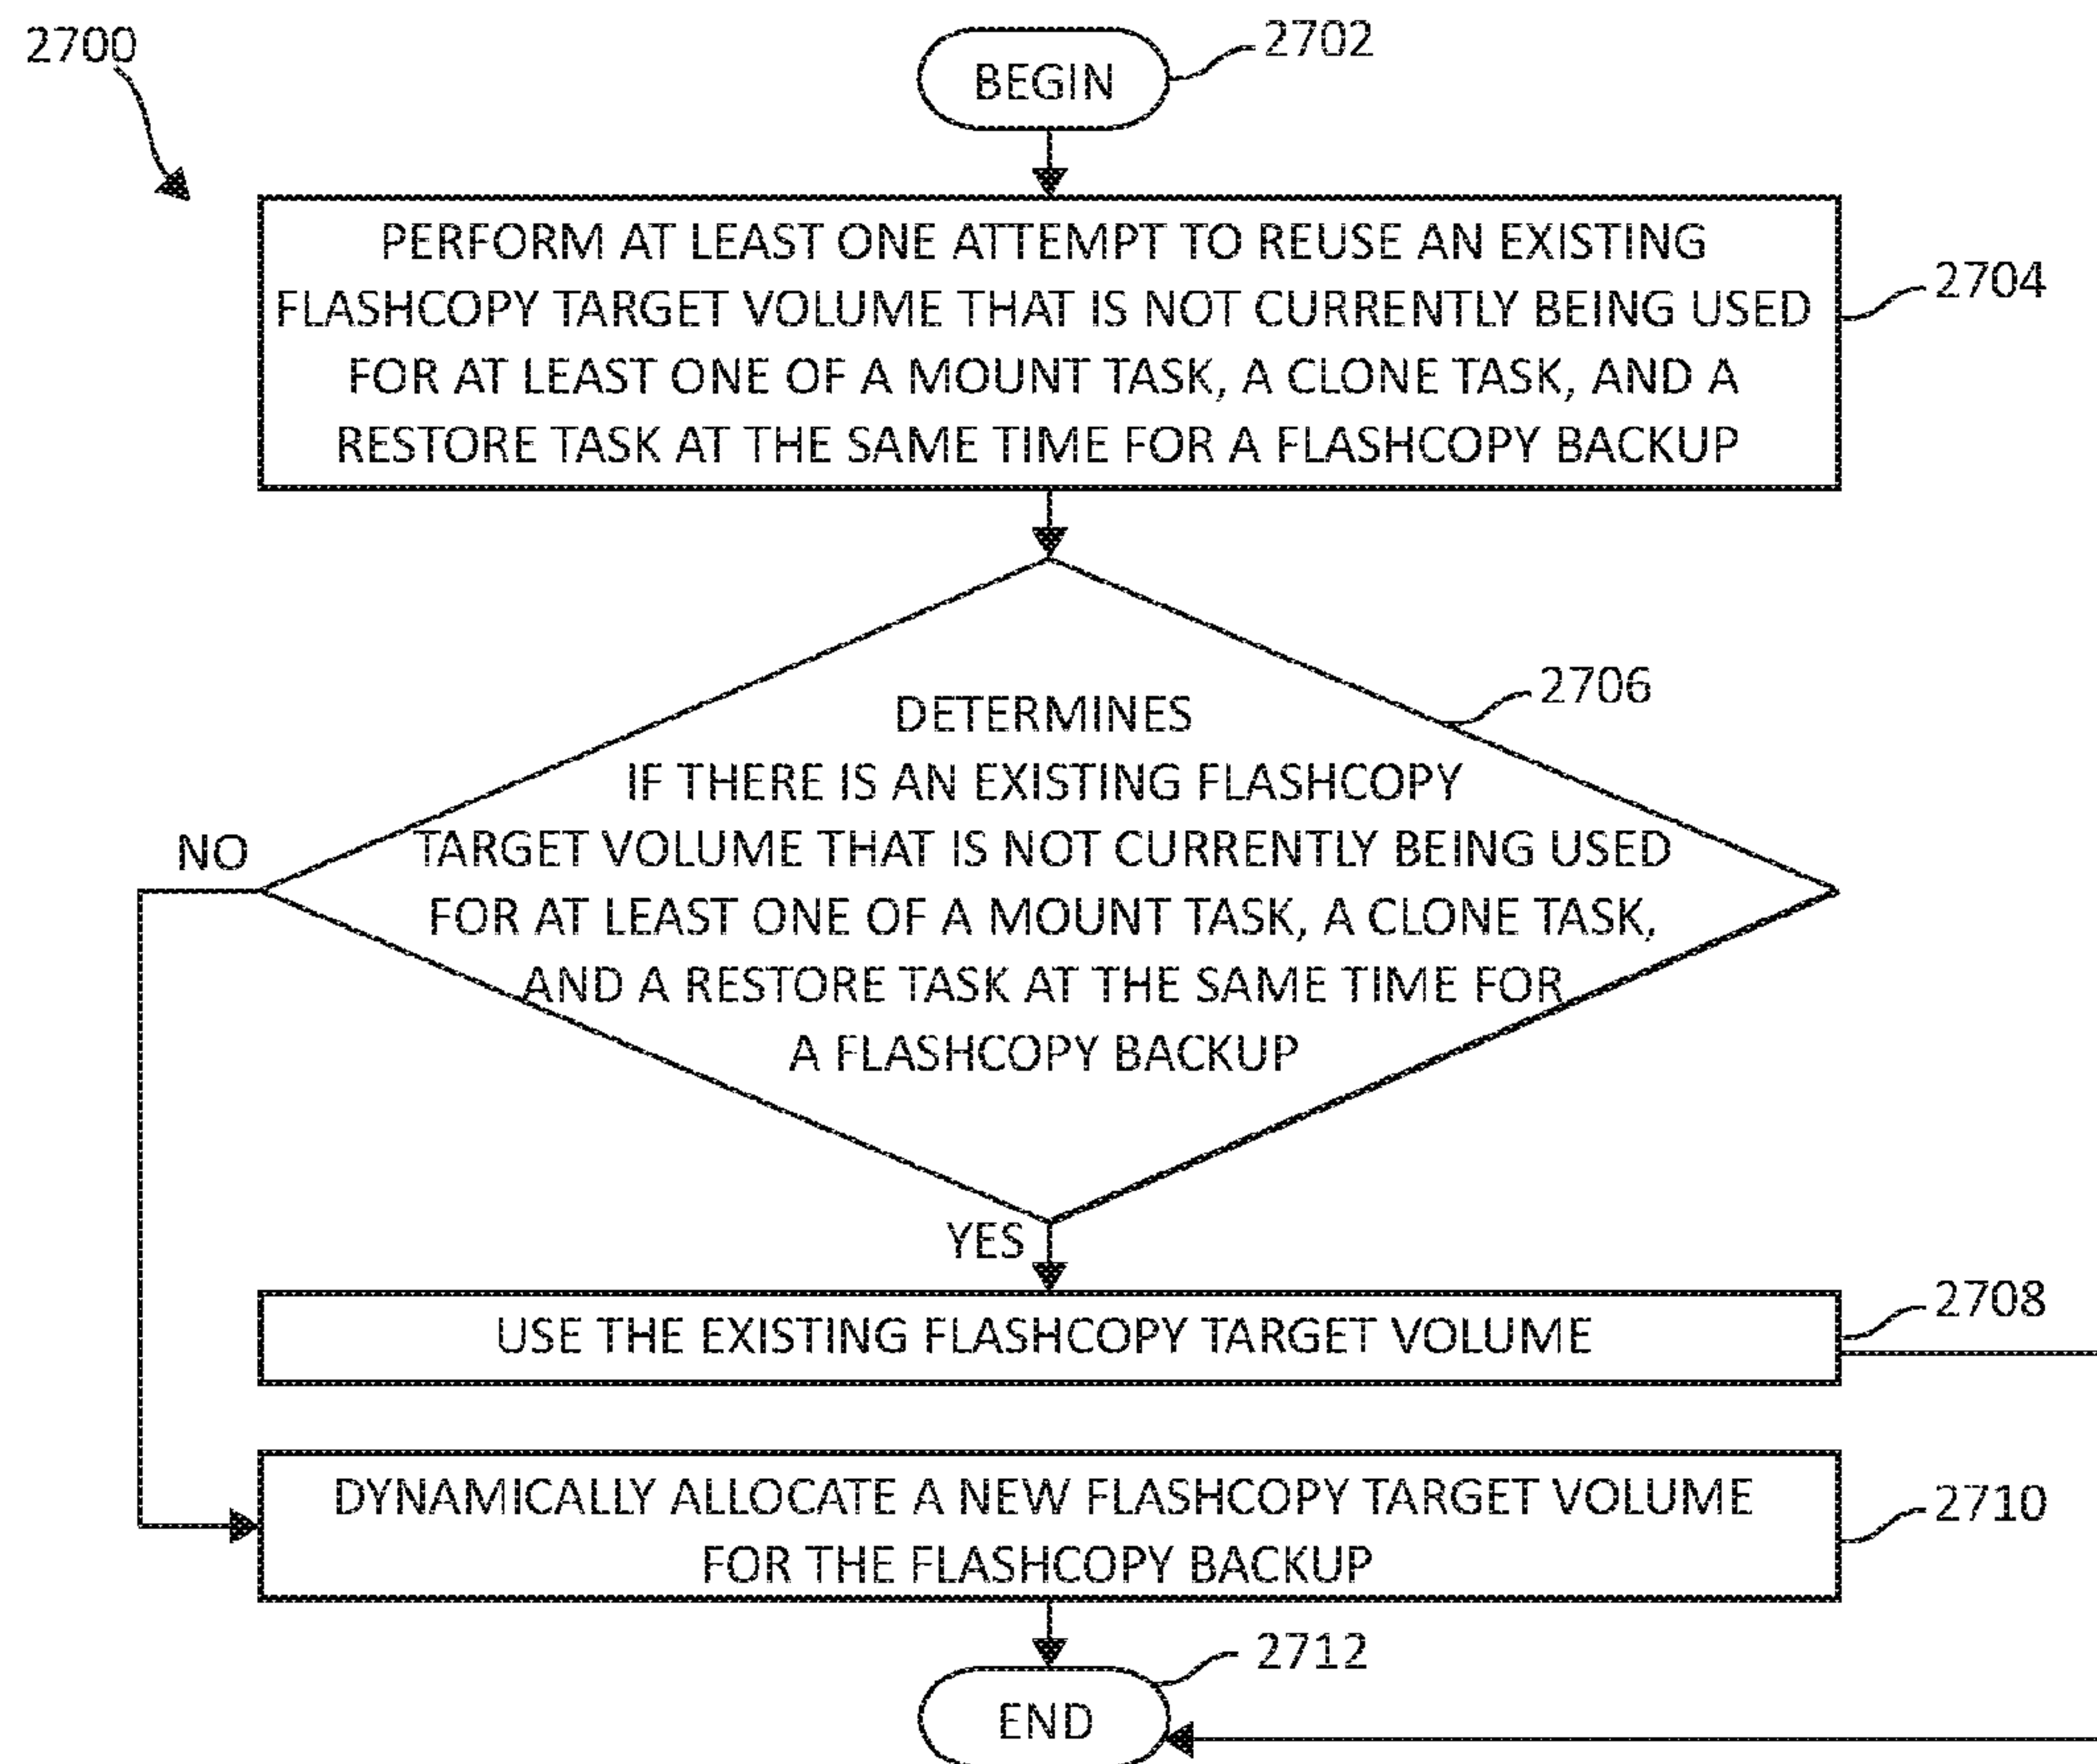 2700
BEGIN
2702
PERFORM AT LEAST ONE ATTEMPT TO REUSE AN EXISTING
FLASHCOPY TARGET VOLUME THAT IS NOT CURRENTLY BEING USED
FOR AT LEAST ONE OF A MOUNT TASK, A CLONE TASK, AND A
RESTORE TASK AT THE SAME TIME FOR A FLASHCOPY BACKUP
2704
2706
DETERMINES
IF THERE IS AN EXISTING FLASHCOPY
TARGET VOLUME THAT IS NOT CURRENTLY BEING USED
FOR AT LEAST ONE OF A MOUNT TASK, A CLONE TASK,
AND A RESTORE TASK AT THE SAME TIME FOR
A FLASHCOPY BACKUP
NO
YES
USE THE EXISTING FLASHCOPY TARGET VOLUME
2708
DYNAMICALLY ALLOCATE A NEW FLASHCOPY TARGET VOLUME
FOR THE FLASHCOPY BACKUP
2710
2712
END